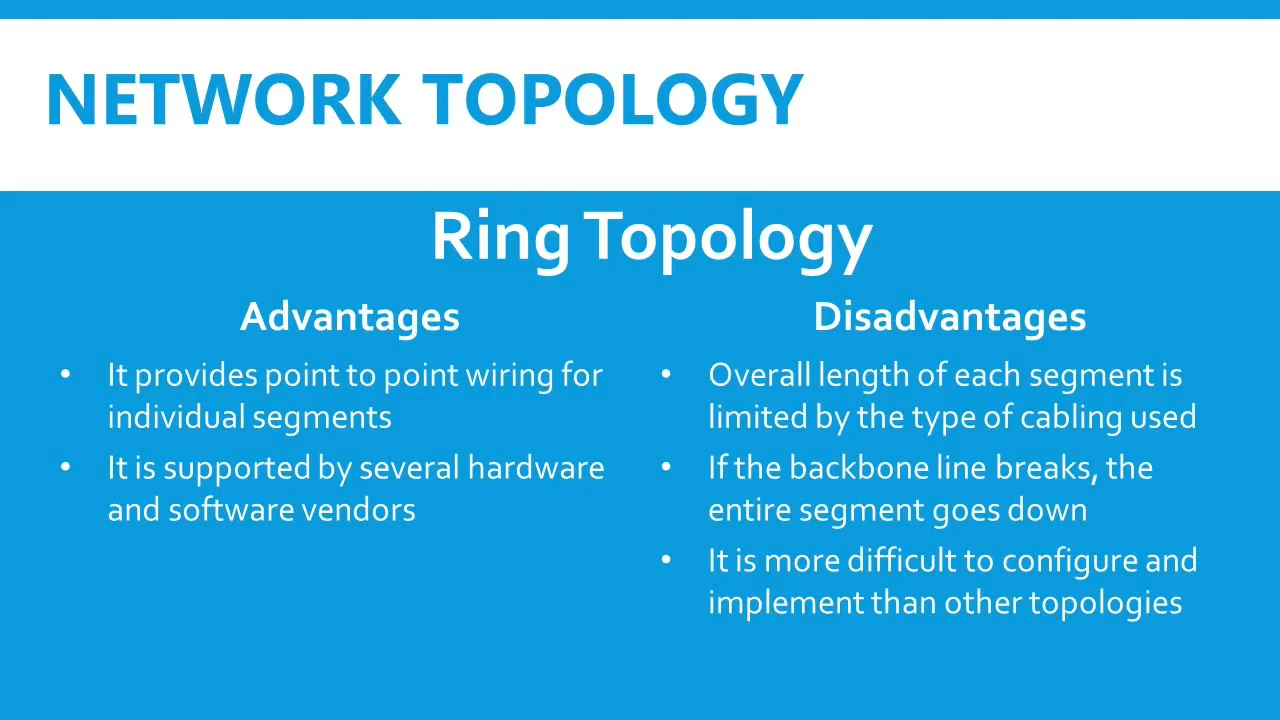 NETWORK TOPOLOGY
Ring Topology
Advantages
• It provides point to point wiring for
individual segments
• It is supported by several hardware
and software vendors
Disadvantages
• Overall length of each segment is
limited by the type of cabling used
• If the backbone line breaks, the
entire segment goes down
• It is more difficult to configure and
implement than other topologies